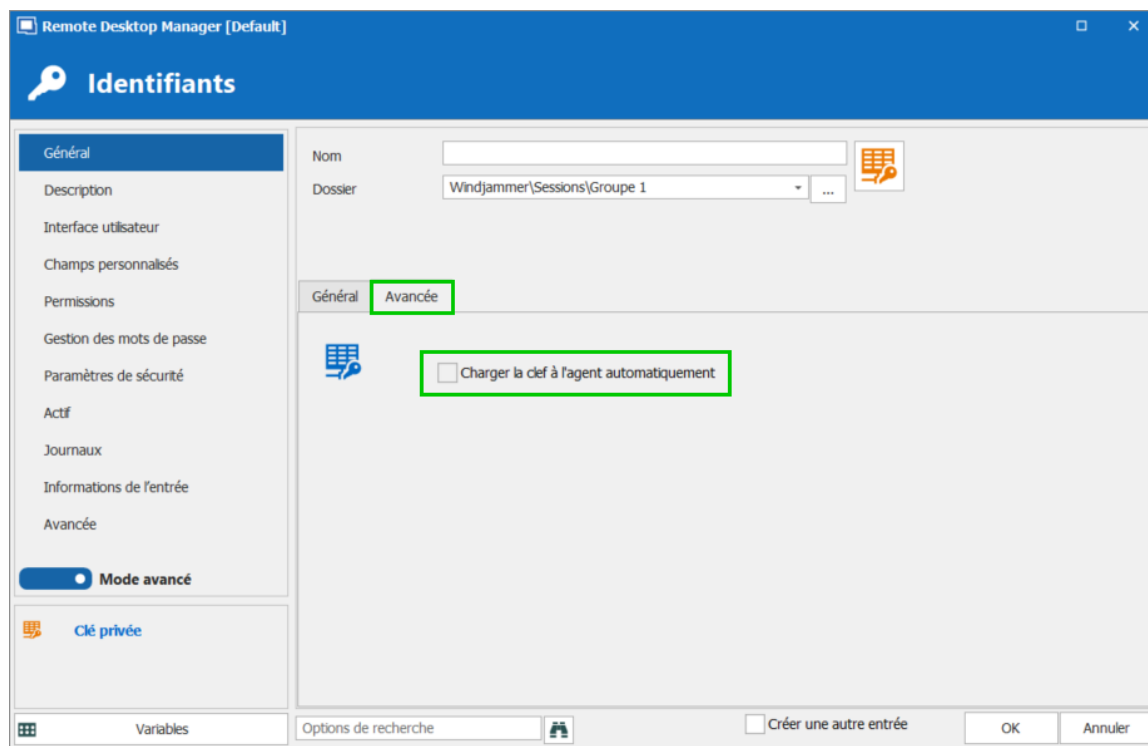 Remote Desktop Manager [Default]
Identifiants
Général
Description
Interface utilisateur
Champs personnalisés
Permissions
Gestion des mots de passe
Paramètres de sécurité
Actif
Journaux
Informations de l'entrée
Avancée
Mode avancé
Clé privée
Variables
Nom
Dossier
Windjammer\Sessions\Groupe 1
...
Général
Avancée
Charger la clef à l'agent automatiquement
Options de recherche
Créer une autre entrée
OK
Annuler